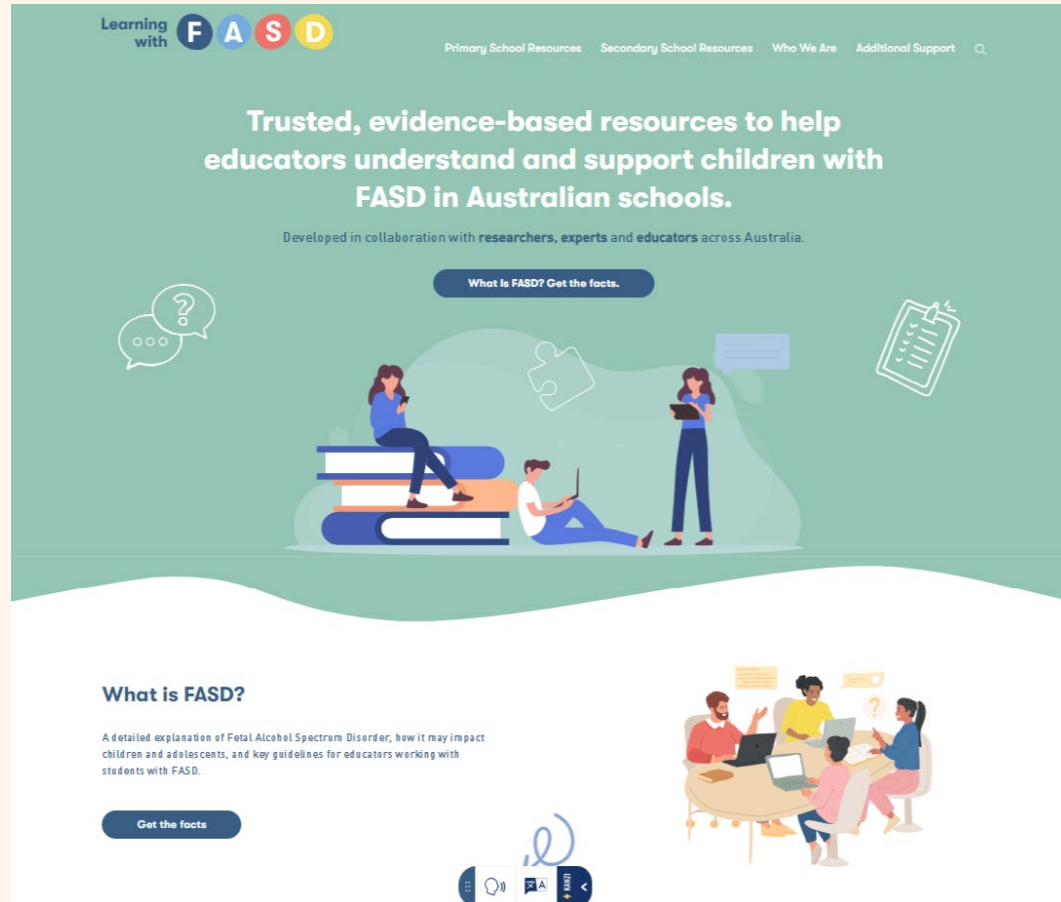 Learning
with F A S D
Primary School Resources Secondary School Resources Who We Are Additional Support
Trusted, evidence-based resources to help
educators understand and support children with
FASD in Australian schools.
Developed in collaboration with researchers, experts and educators across Australia.
What Is FASD? Get the facts.
?
What is FASD?
A detailed explanation of Fetal Alcohol Spectrum Disorder, how it may impact
children and adolescents, and key guidelines for educators working with
students with FASD.
?
Get the facts
A
KANZI